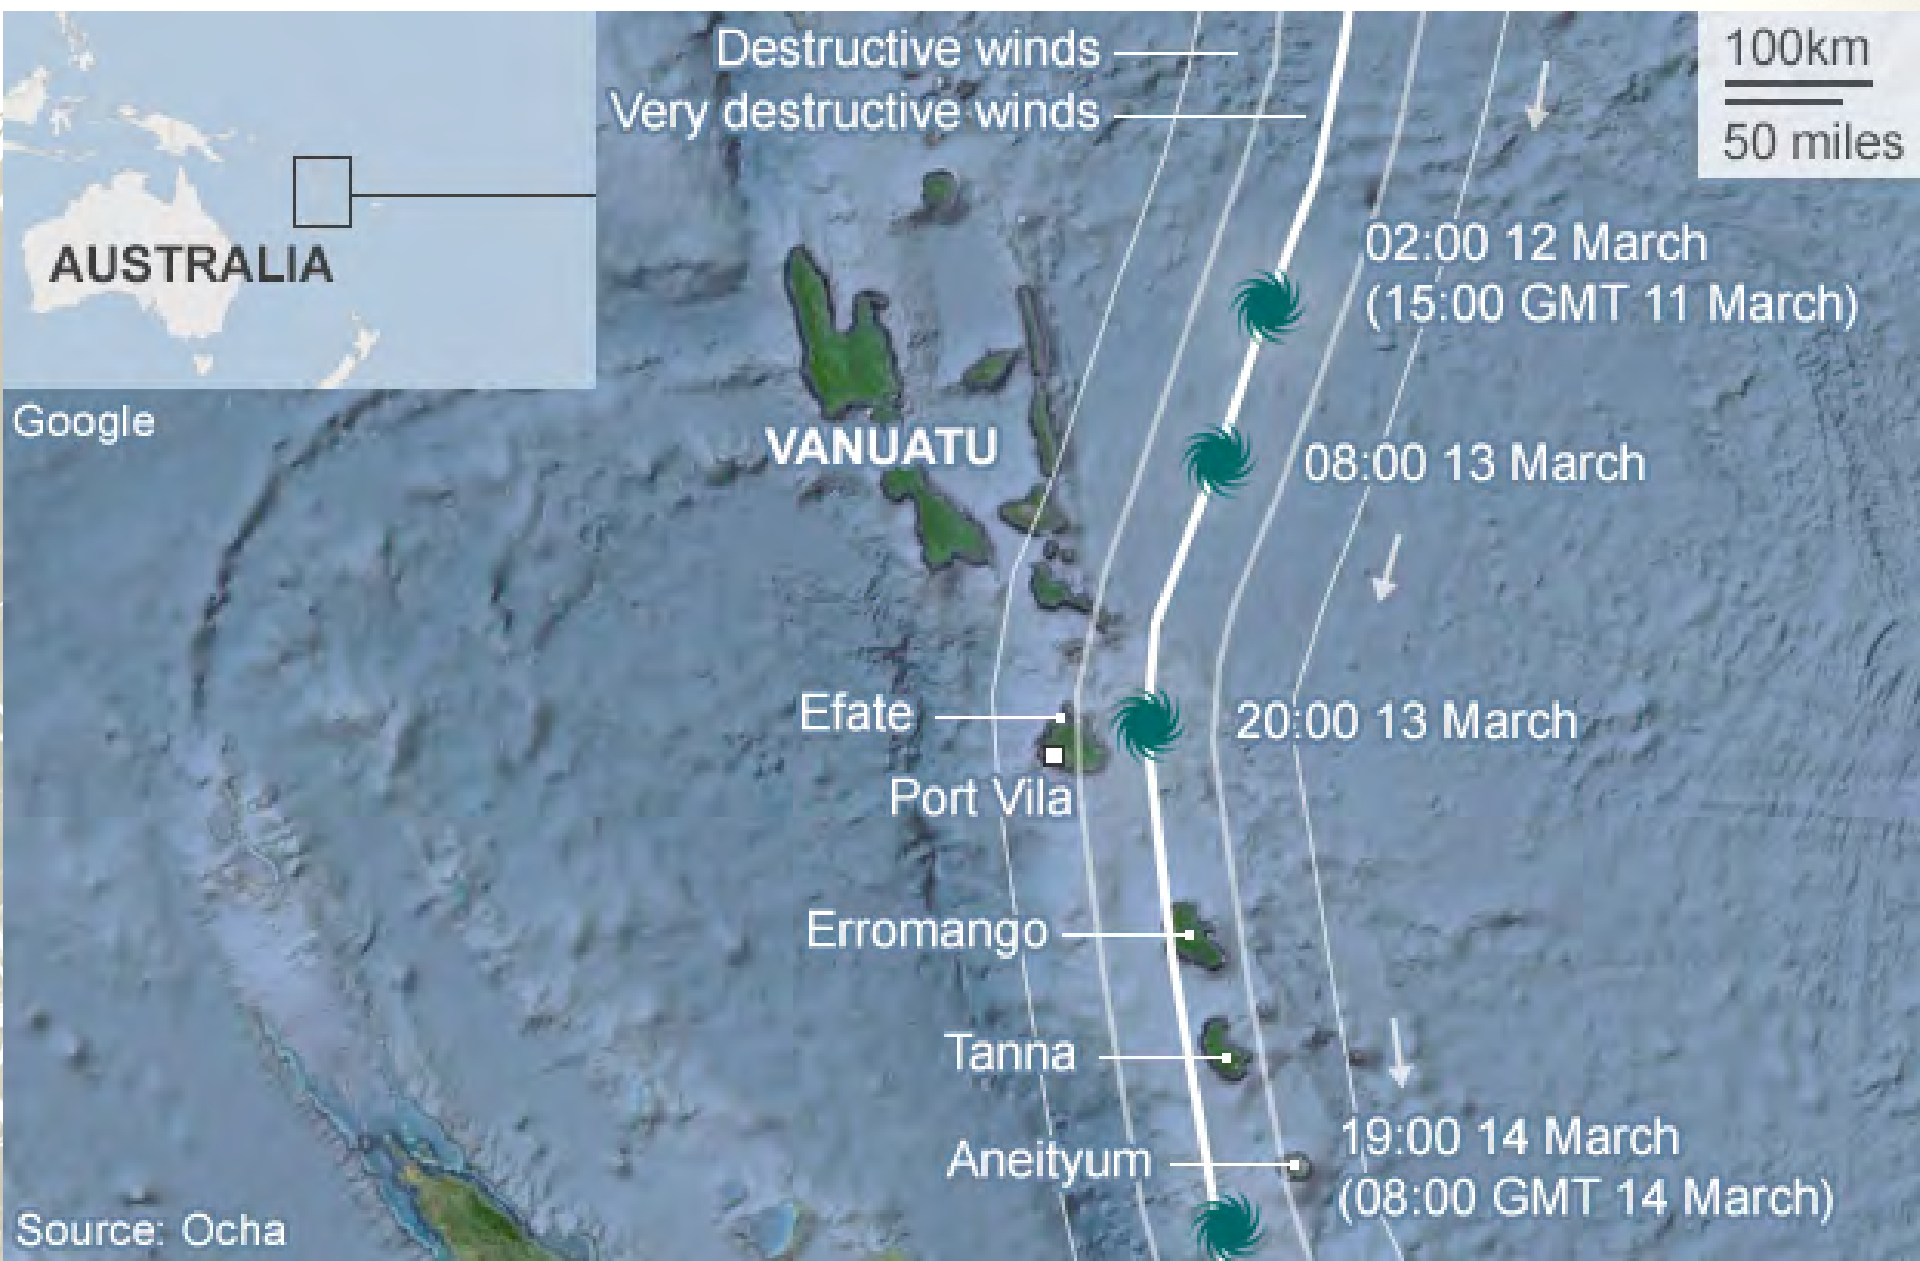 Destructive winds
Very destructive winds
100km
50 miles
AUSTRALIA
02:00 12 March
(15:00 GMT 11 March)
Google
VANUATU
08:00 13 March
Efate
20:00 13 March
Port Vila
Erromango
Tanna
Aneityum
19:00 14 March
(08:00 GMT 14 March)
Source: Ocha